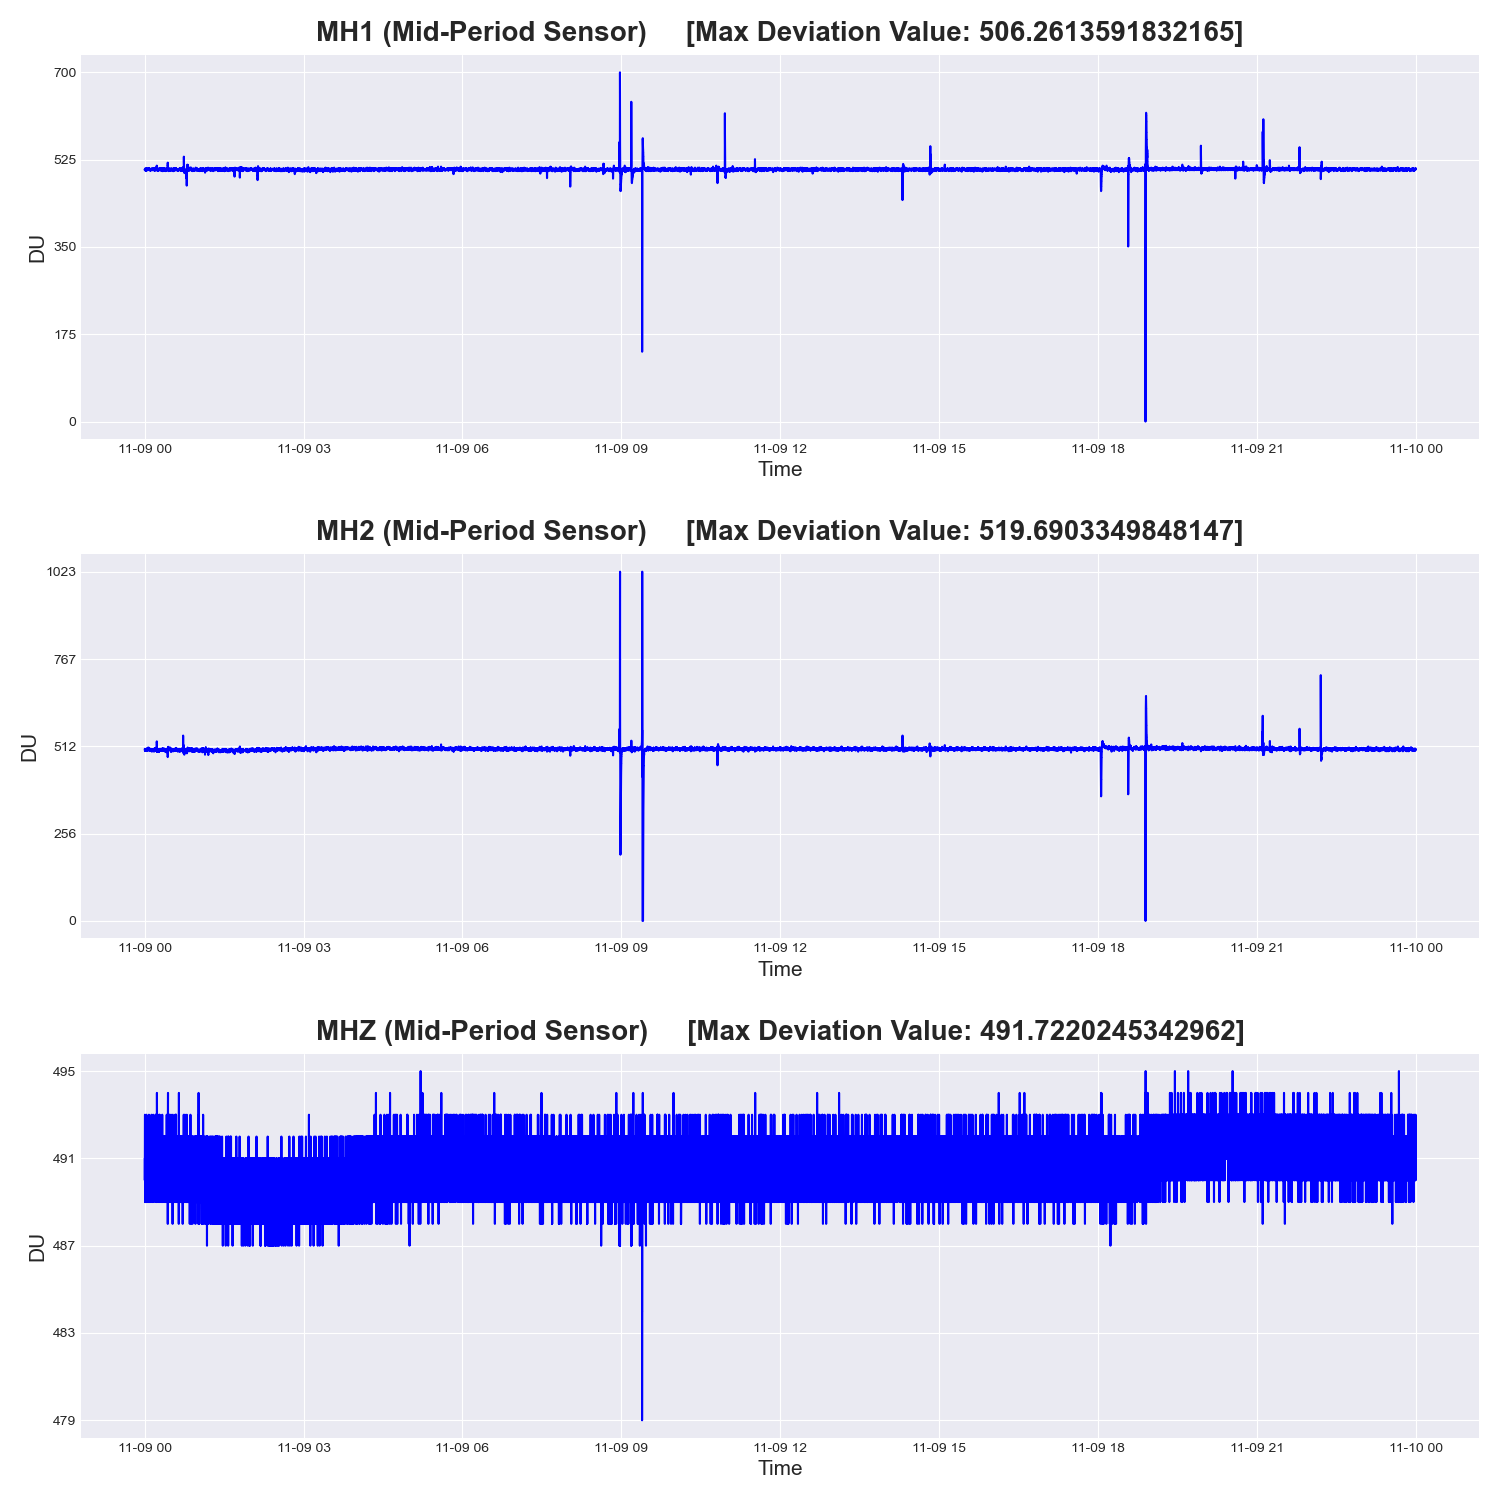 MH1 (Mid-Period Sensor) [Max Deviation Value: 506.2613591832165]
700
525
350
175
0
DU
11-09 00 11-09 03 11-09 06 11-09 09 11-09 12 11-09 15 11-09 18 11-09 21 11-10 00
Time
MH2 (Mid-Period Sensor) [Max Deviation Value: 519.6903349848147]
1023
767
512
256
0
DU
11-09 00 11-09 03 11-09 06 11-09 09 11-09 12 11-09 15 11-09 18 11-09 21 11-10 00
Time
MHZ (Mid-Period Sensor) [Max Deviation Value: 491.7220245342962]
495
491
487
483
479
DU
11-09 00 11-09 03 11-09 06 11-09 09 11-09 12 11-09 15 11-09 18 11-09 21 11-10 00
Time